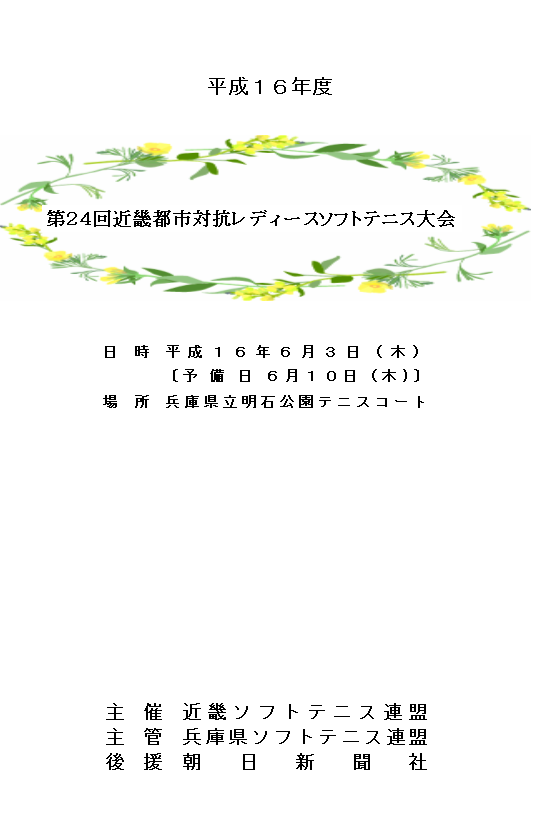 平成１６年度
第24回近畿都市対抗レディースソフトテニス大会
日　時　平成１６年６月３日（木）
〔予備日 ６月１０日（木）〕
場　所　兵庫県立明石公園テニスコート
主　催　近畿ソフトテニス連盟
主　管　兵庫県ソフトテニス連盟
後　援　朝日新聞社